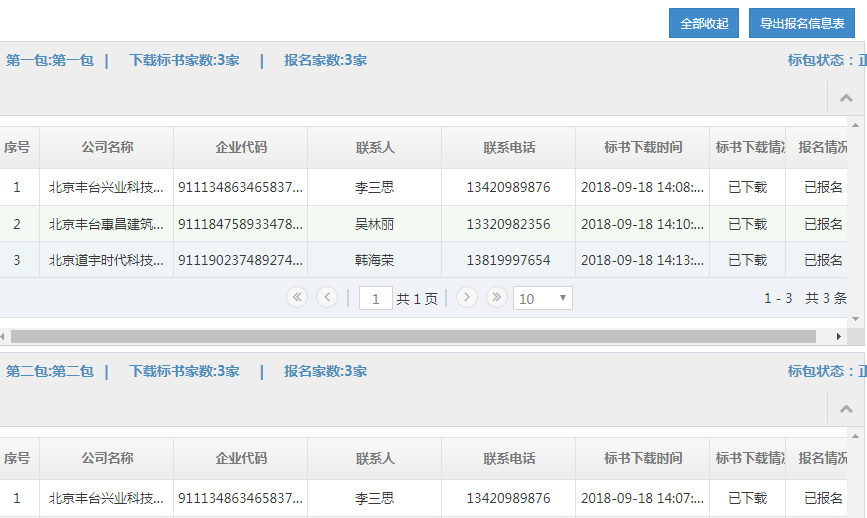 全部收起 导出报名信息表
第一包:第一包 | 下载标书家数:3家 | 报名家数:3家 标包状态：正
序号 公司名称 企业代码 联系人 联系电话 标书下载时间 标书下载情况 报名情况
1 北京丰台兴业科技... 911134863465837... 李三思 13420989876 2018-09-18 14:08:... 已下载 已报名
2 北京丰台惠昌建筑... 911184758933478... 吴林丽 13320982356 2018-09-18 14:10:... 已下载 已报名
3 北京道宇时代科技... 911190237489274... 韩海荣 13819997654 2018-09-18 14:13:... 已下载 已报名
1 共 1 页 10 1 - 3 共 3 条
第二包:第二包 | 下载标书家数:3家 | 报名家数:3家 标包状态：正
序号 公司名称 企业代码 联系人 联系电话 标书下载时间 标书下载情况 报名情况
1 北京丰台兴业科技... 911134863465837... 李三思 13420989876 2018-09-18 14:07:... 已下载 已报名